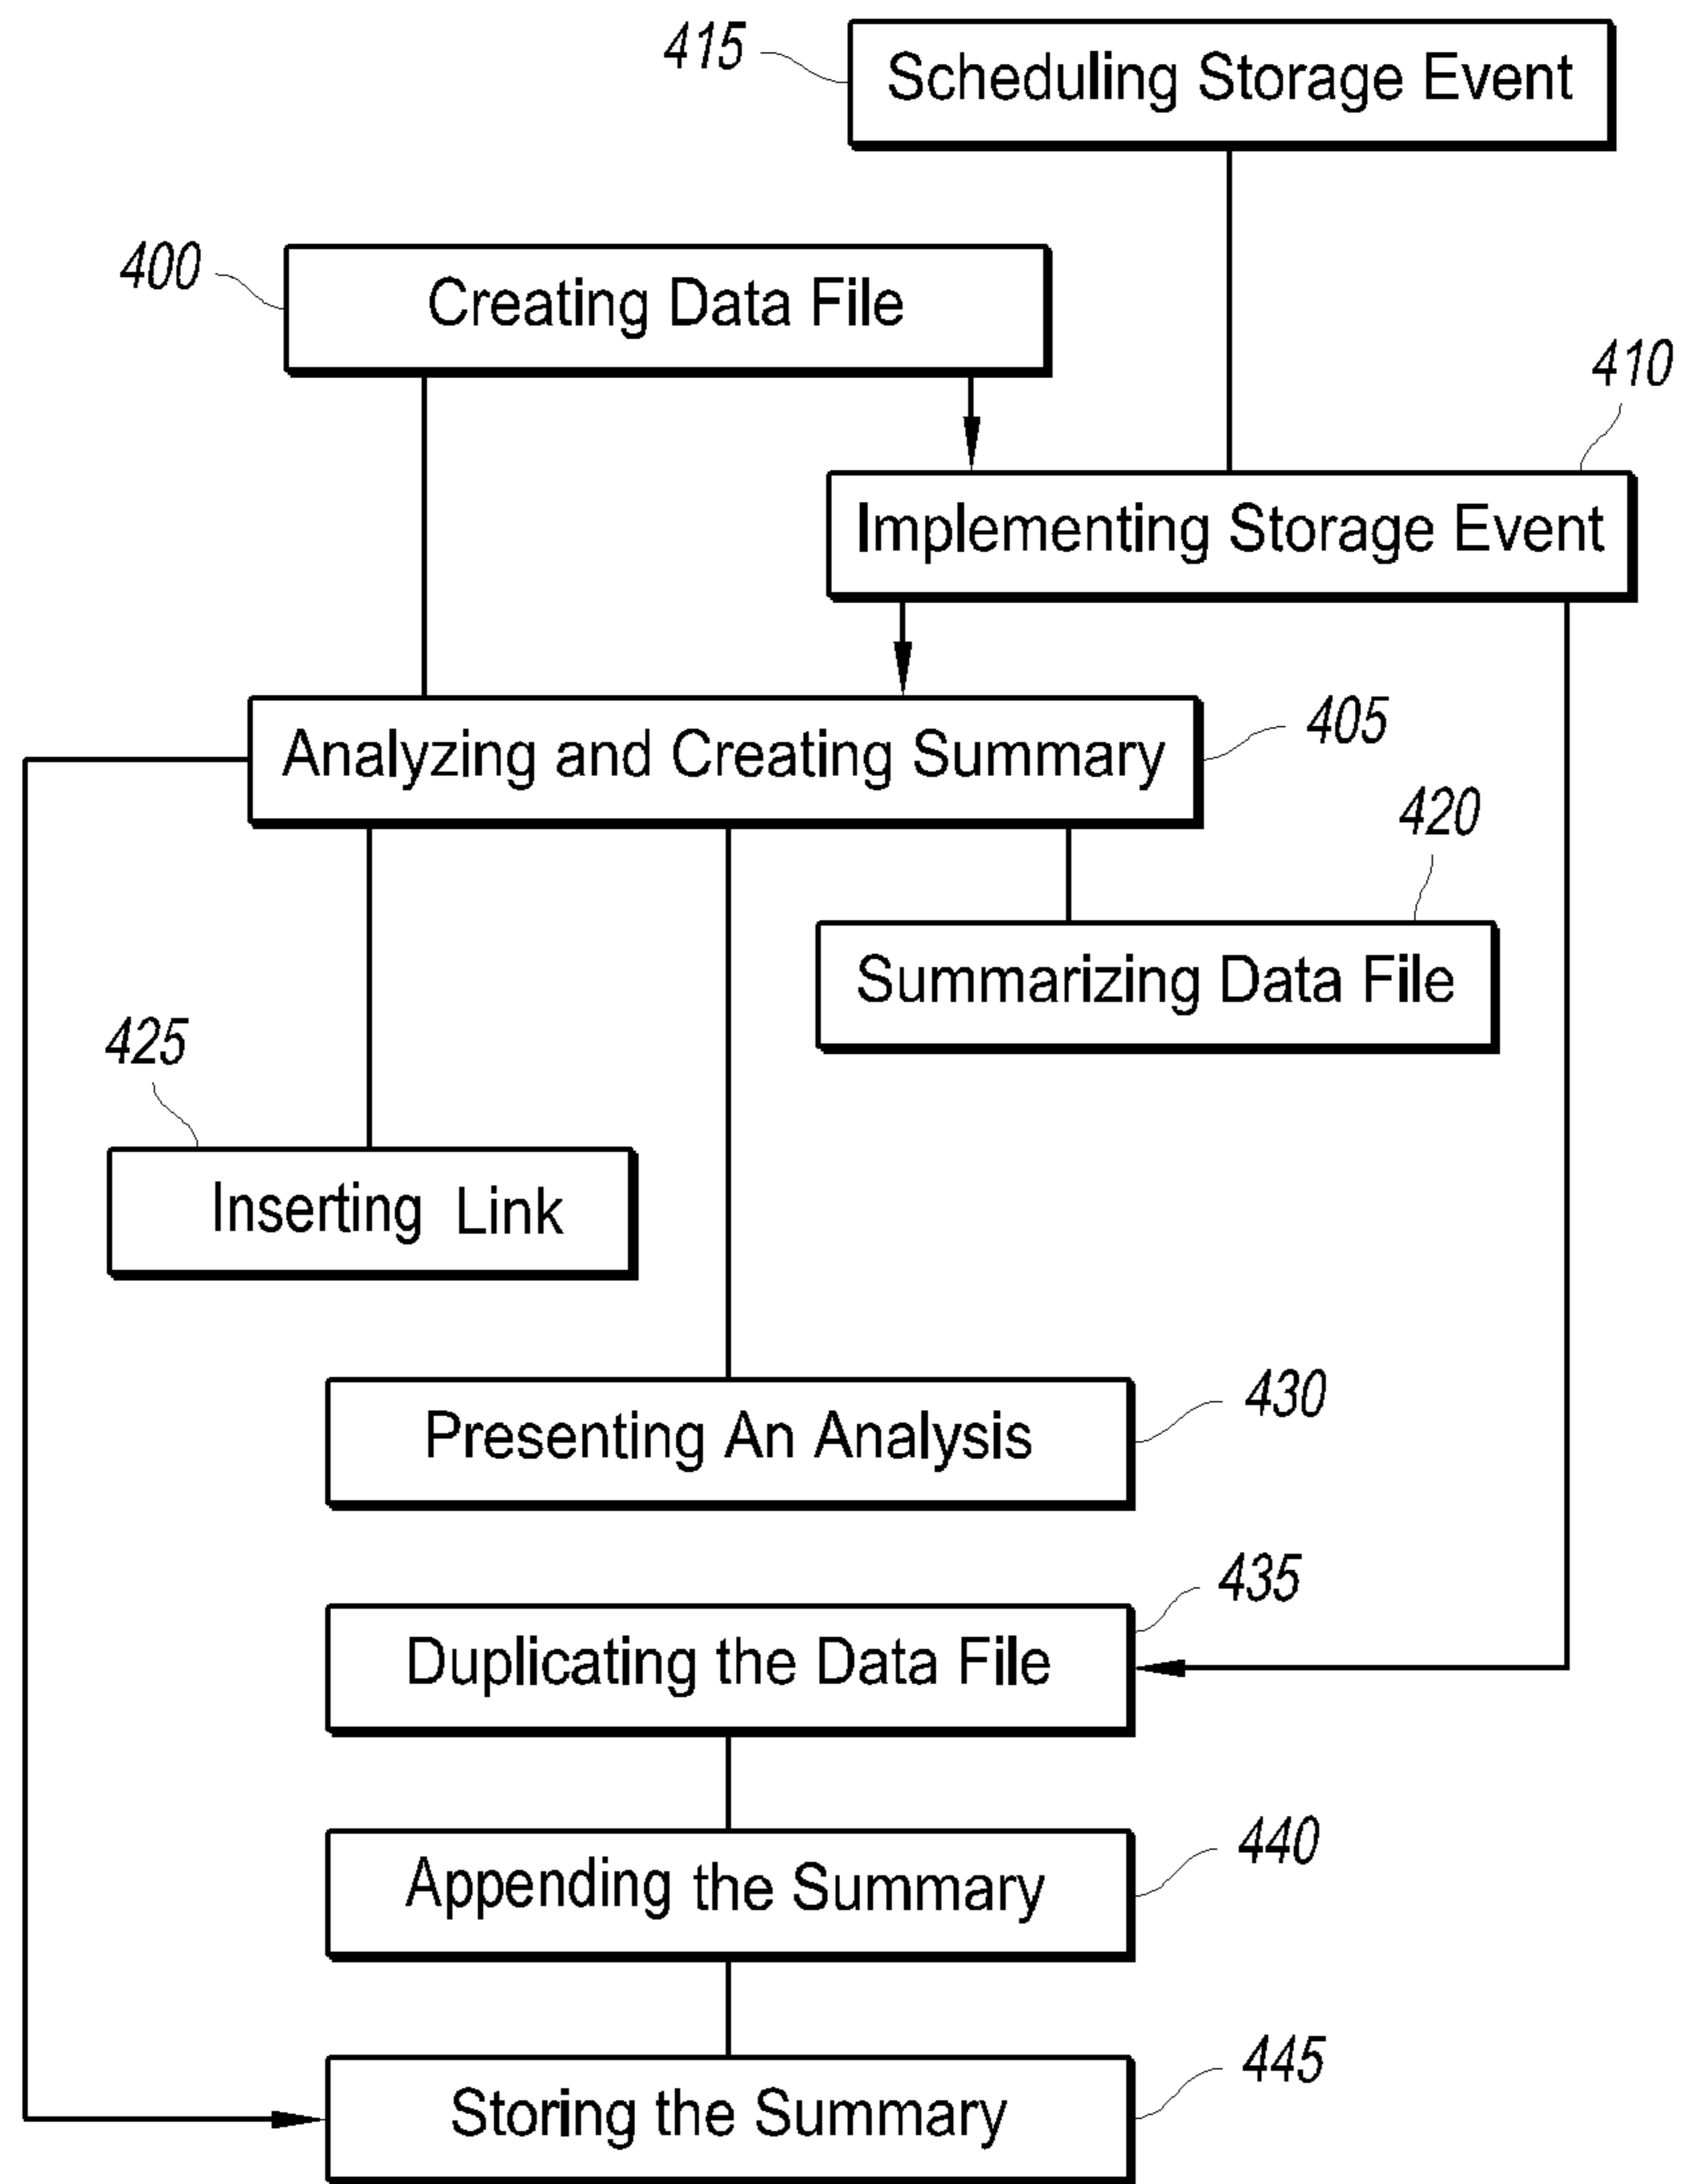 415
Scheduling Storage Event
400
Creating Data File
410
Implementing Storage Event
Analyzing and Creating Summary
405
420
Summarizing Data File
425
Inserting Link
Presenting An Analysis
430
435
Duplicating the Data File
440
Appending the Summary
445
Storing the Summary